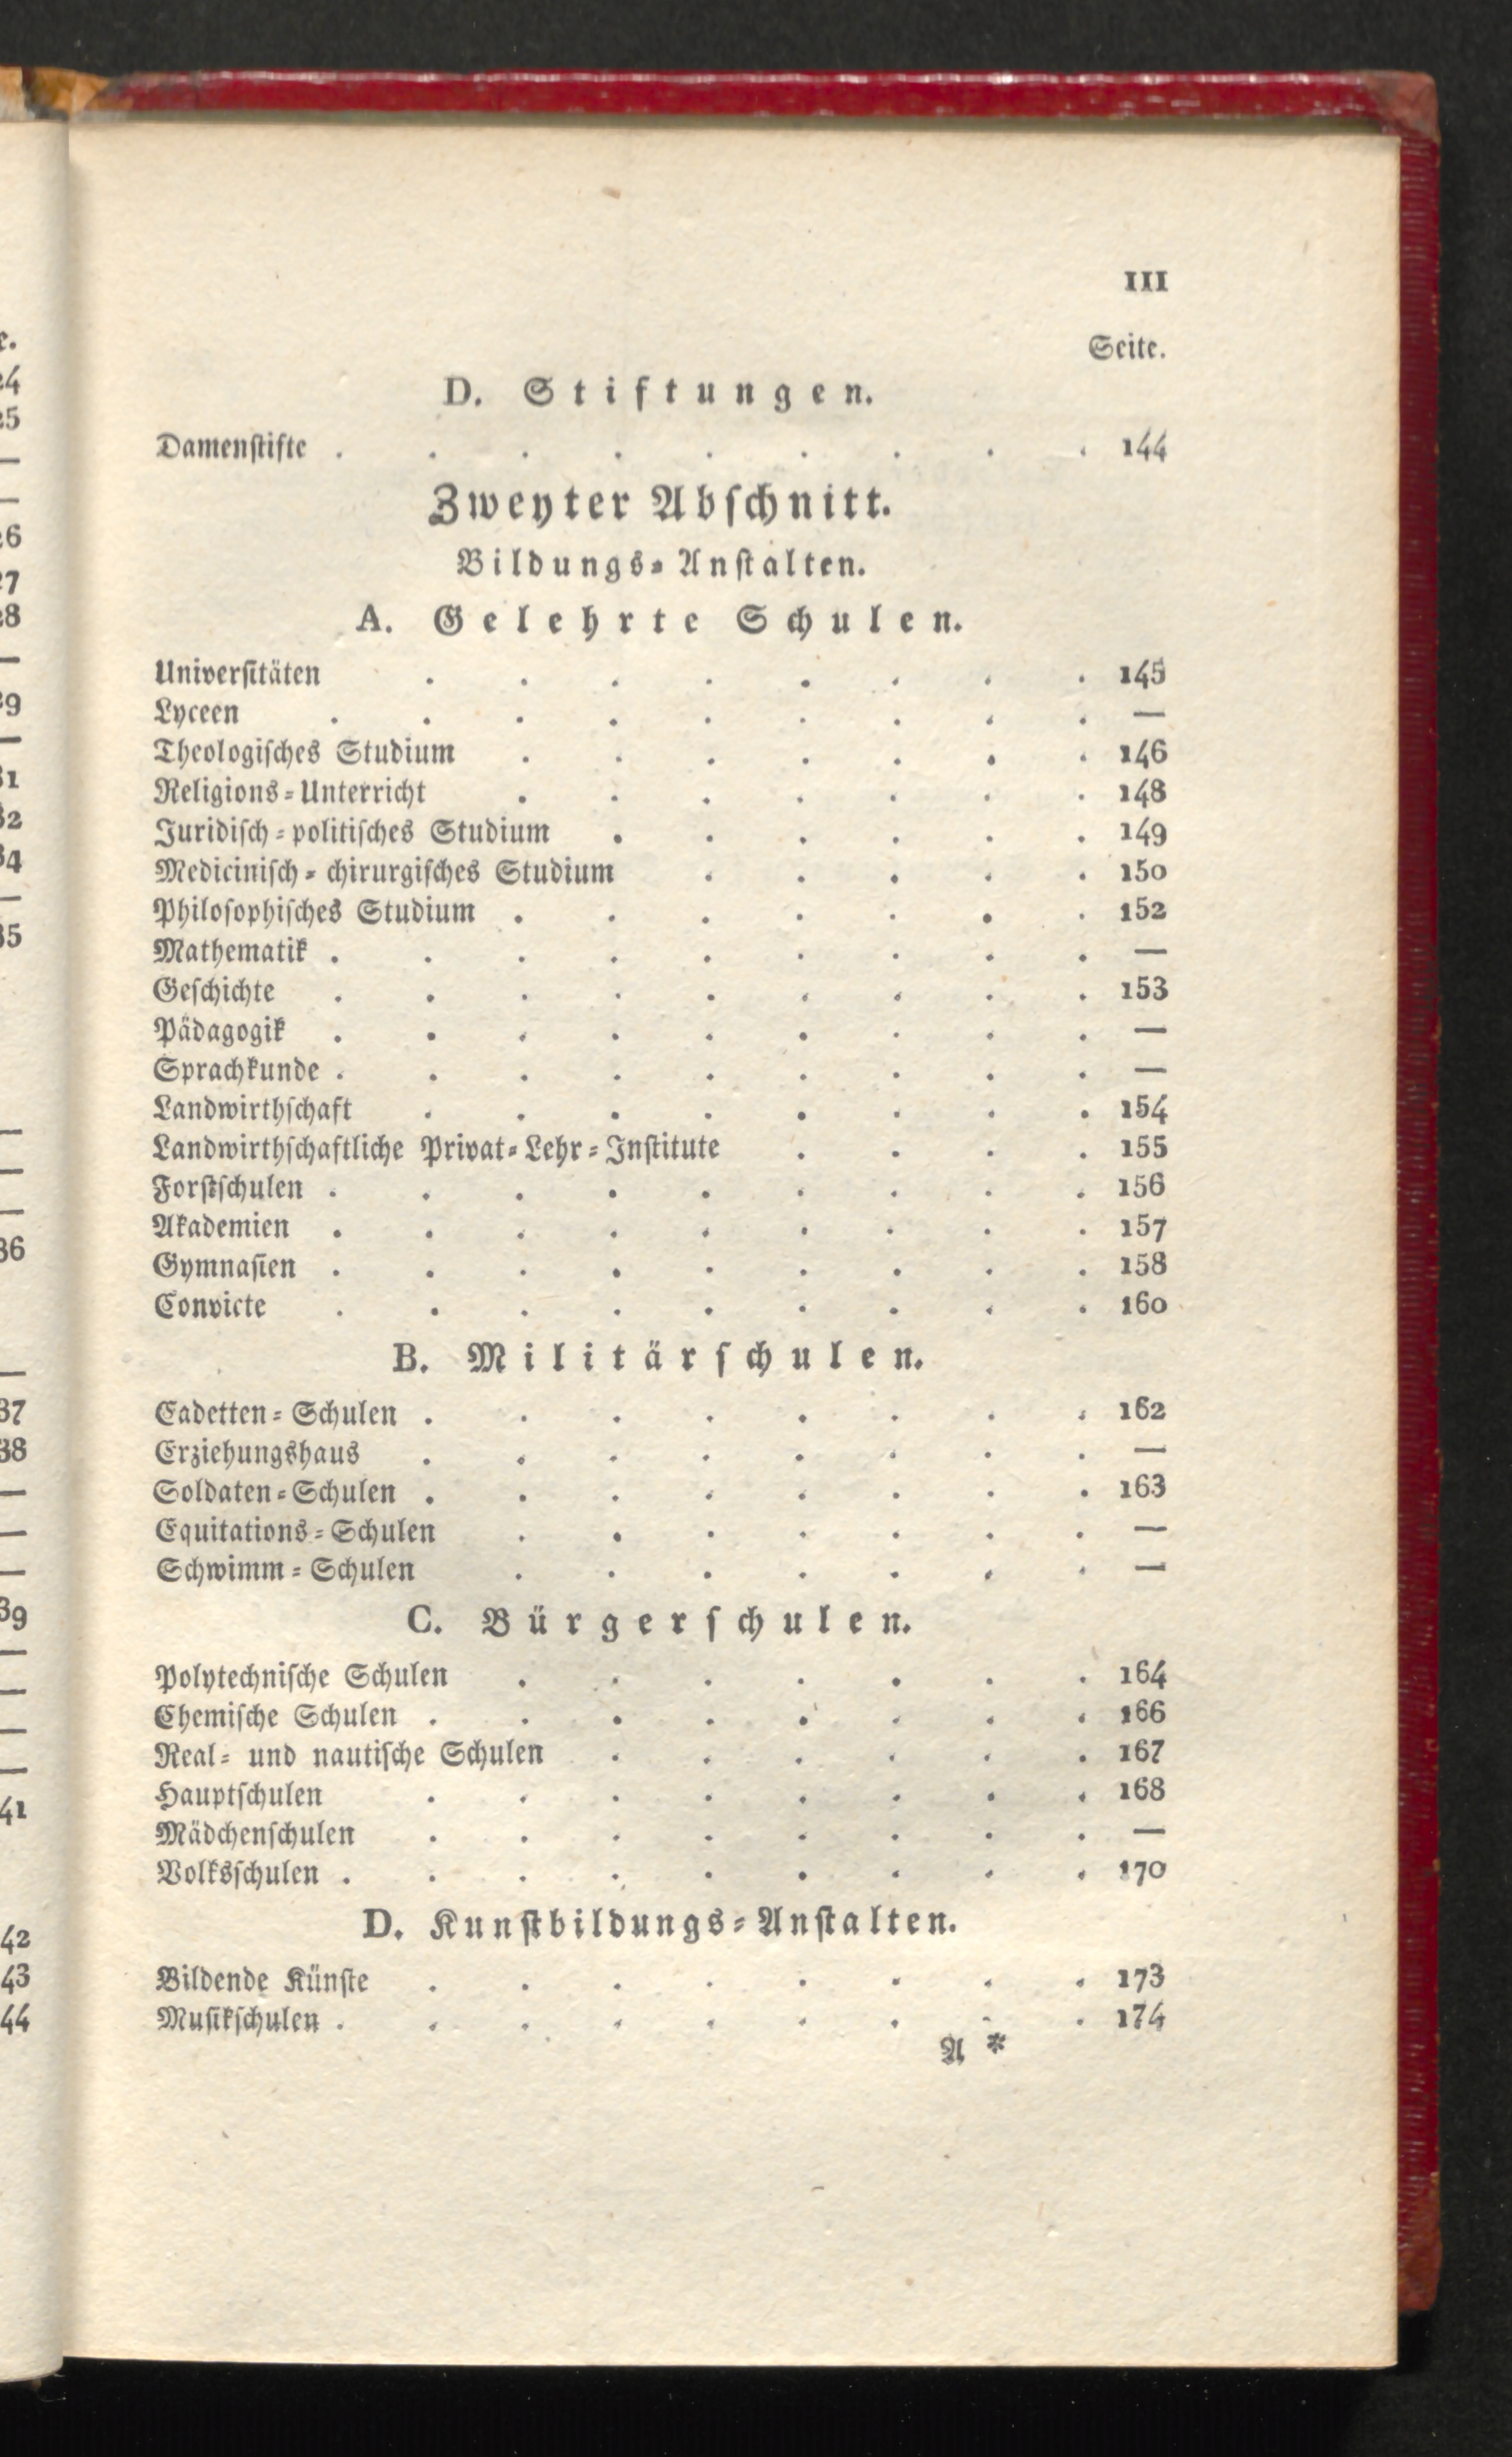 III
Seite.
D. Stiftungen.
Damenſtifte . . . . . . . . . 144
Zweyter Abſchnitt.
Bildungs-Anſtalten.
A. Gelehrte Schulen.
Univerſitäten . . . . . . . . 145
Lyceen . . . . . . . . . —
Theologiſches Studium . . . . . . . 146
Religions-Unterricht . . . . . . . 148
Juridiſch-politiſches Studium . . . . . . 149
Mediciniſch-chirurgiſches Studium . . . . . 150
Philoſophiſches Studium . . . . . . . 152
Mathematik . . . . . . . . . —
Geſchichte . . . . . . . . . 153
Pädagogik . . . . . . . . . —
Sprachkunde . . . . . . . . . —
Landwirthſchaft . . . . . . . . 154
Landwirthſchaftliche Privat-Lehr-Inſtitute . . . . 155
Forſtſchulen . . . . . . . . . 156
Akademien . . . . . . . . . 157
Gymnaſien . . . . . . . . . 158
Convicte . . . . . . . . . 160
B. Militärſchulen.
Cadetten-Schulen . . . . . . . . 162
Erziehungshaus . . . . . . . . —
Soldaten-Schulen . . . . . . . . 163
Equitations-Schulen . . . . . . . —
Schwimm-Schulen . . . . . . . —
C. Bürgerſchulen.
Polytechniſche Schulen . . . . . . . 164
Chemiſche Schulen . . . . . . . . 166
Real- und nautiſche Schulen . . . . . . 167
Hauptſchulen . . . . . . . . 168
Mädchenſchulen . . . . . . . . —
Volksſchulen . . . . . . . . . 170
D. Kunſtbildungs-Anſtalten.
Bildende Künſte . . . . . . . . 173
Muſikſchulen . . . . . . . . . 174
A *